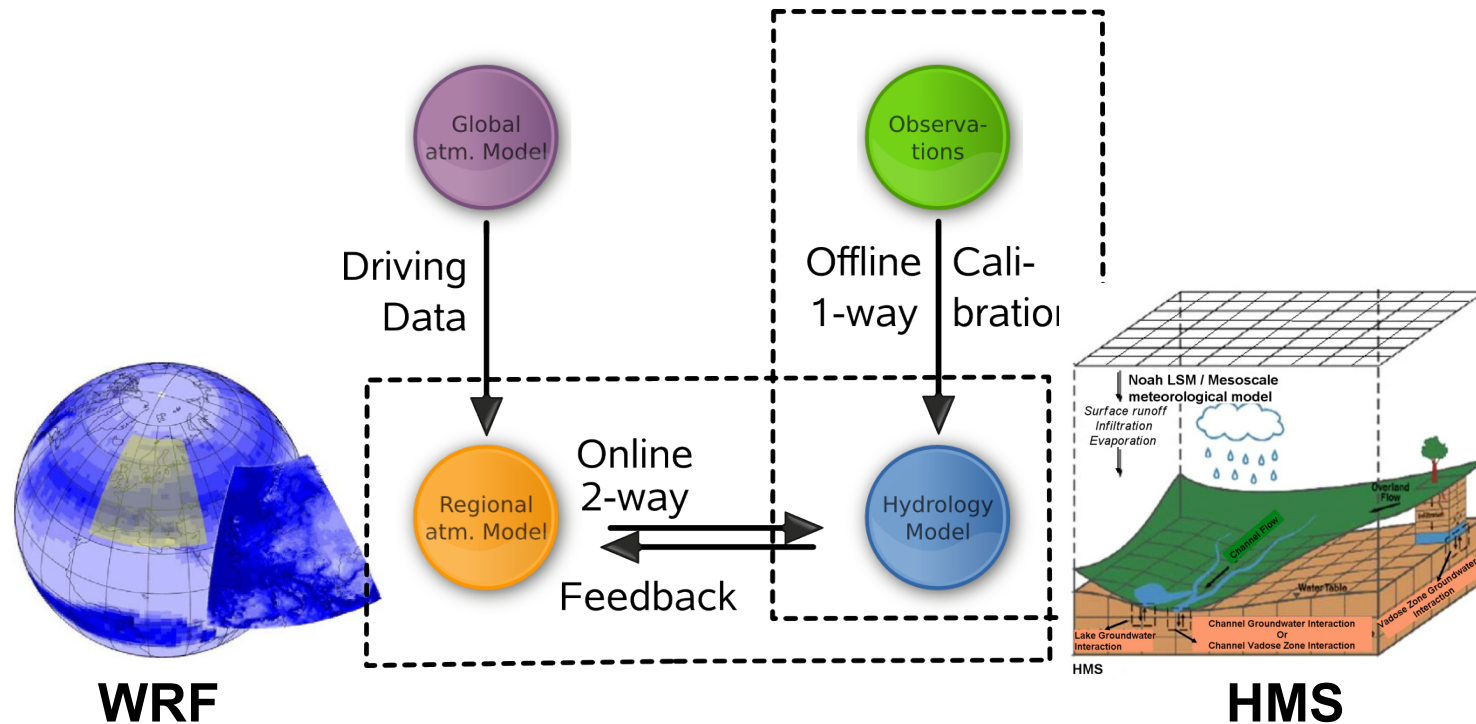 Global
atm. Model
Observa-
tions
Driving
Data
Offline
1-way
Cali-
bration
Regional
atm. Model
Online
2-way
Feedback
Hydrology
Model
WRF
Noah LSM / Mesoscale
meteorological model
Surface runoff
Infiltration
Evaporation
Overland
Flow
Channel Flow
Water Table
Vadose Zone Groundwater
Interaction
Lake Groundwater
Interaction
Channel Groundwater Interaction
Or
Channel Vadose Zone Interaction
HMS
HMS